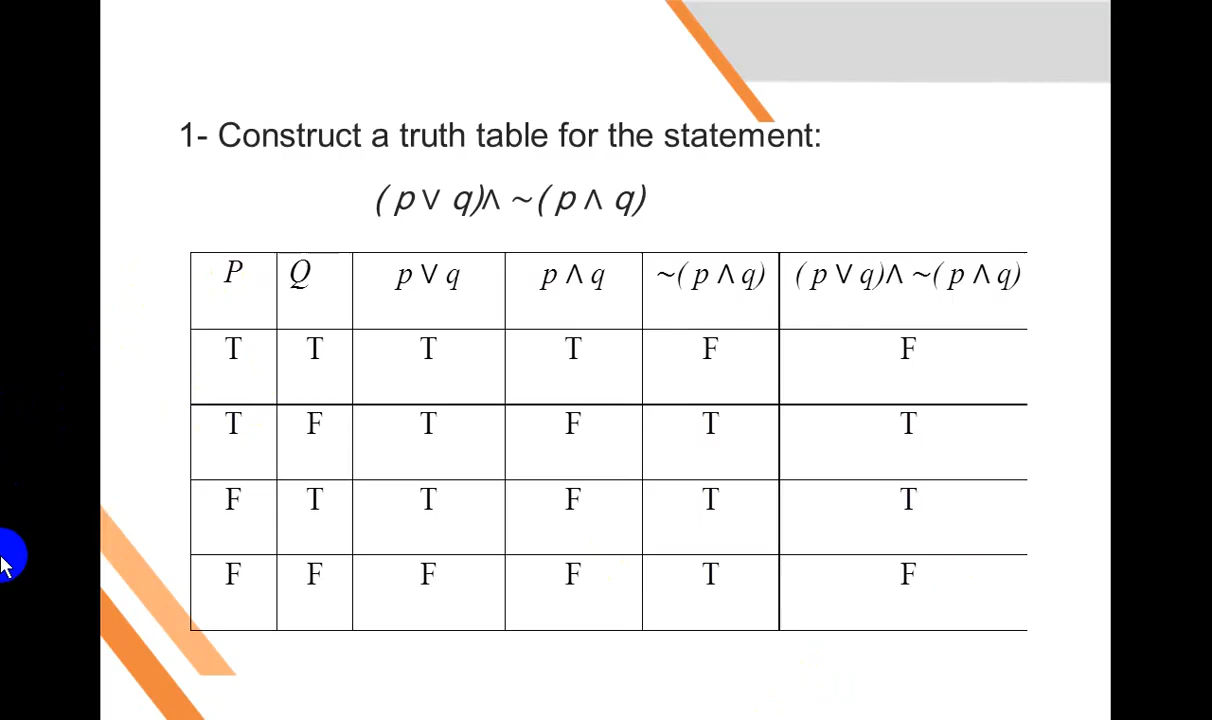 1- Construct a truth table for the statement:
( p ∨ q)∧ ~( p ∧ q)
P Q p ∨ q p ∧ q ~( p ∧ q) ( p ∨ q)∧ ~( p ∧ q)
T T T T F F
T F T F T T
F T T F T T
F F F F T F